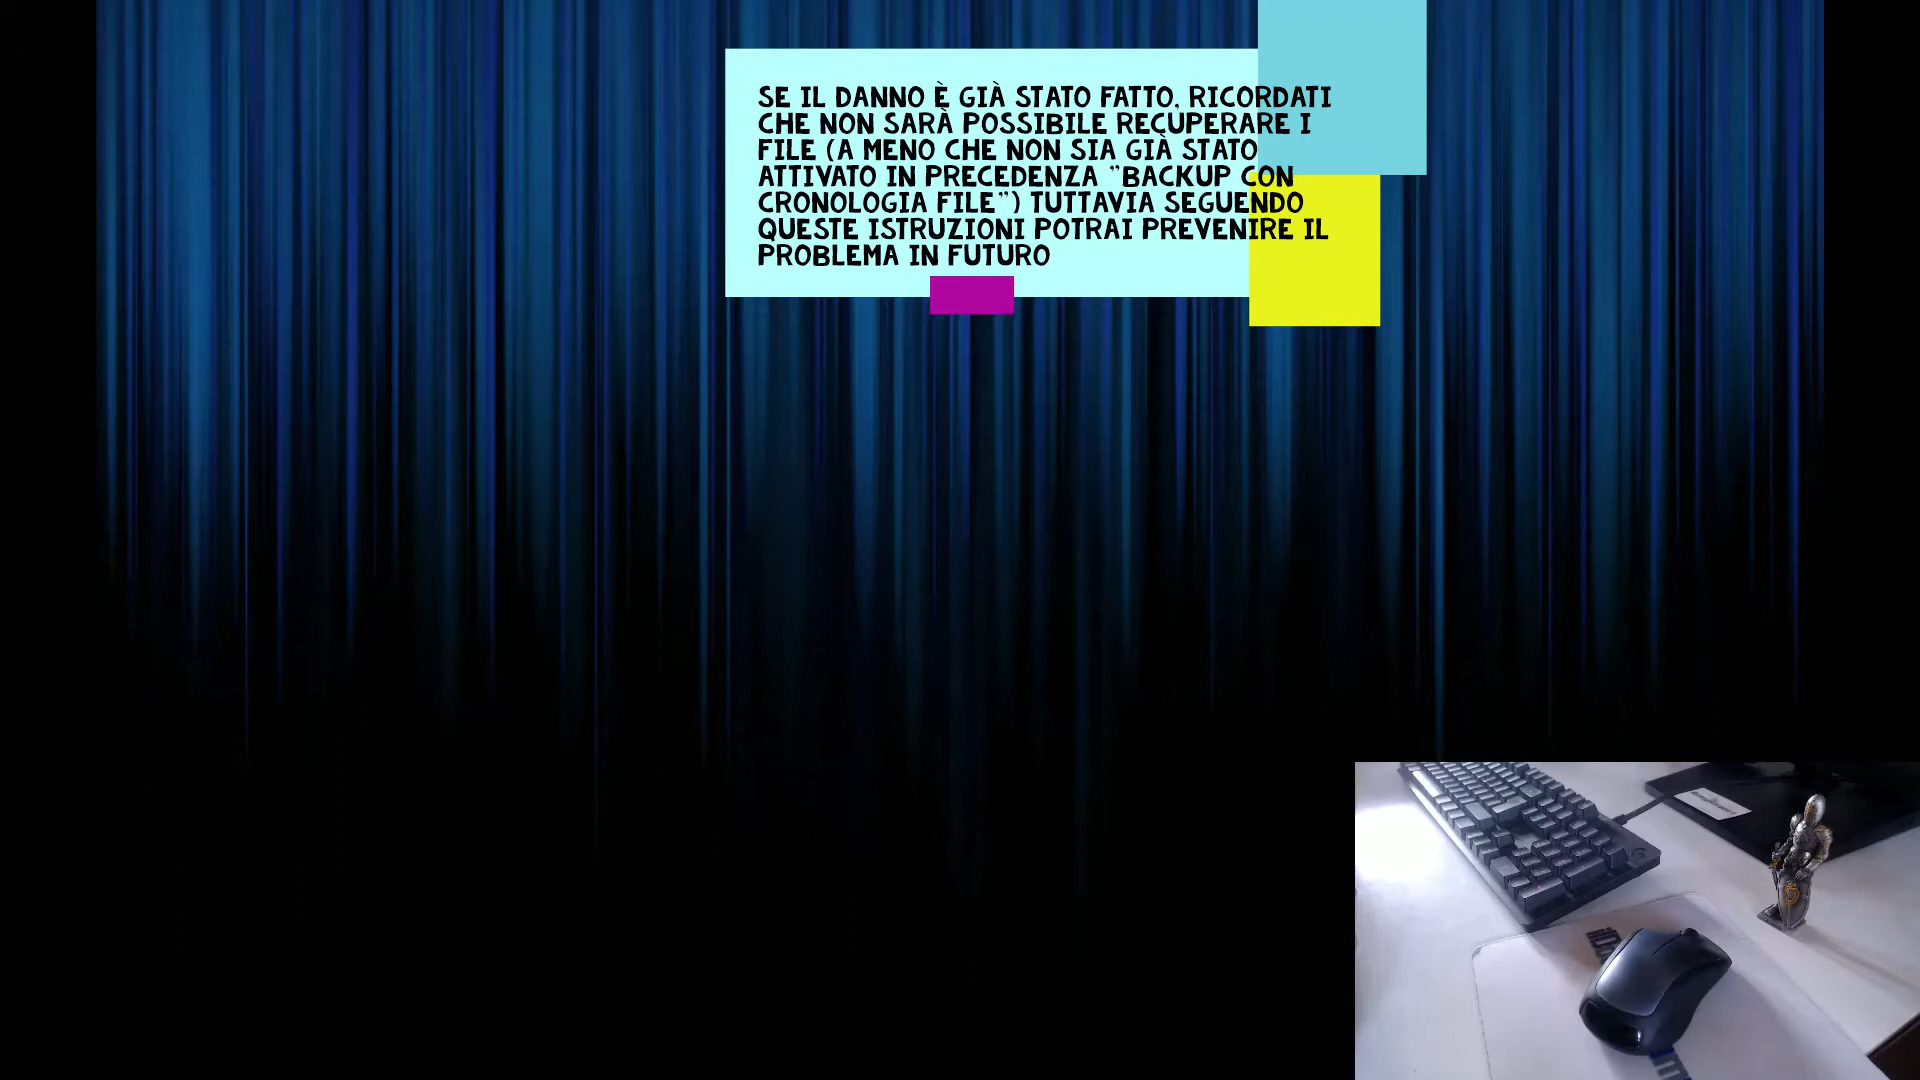 SE IL DANNO È GIÀ STATO FATTO, RICORDATI
CHE NON SARÀ POSSIBILE RECUPERARE I
FILE (A MENO CHE NON SIA GIÀ STATO
ATTIVATO IN PRECEDENZA "BACKUP CON
CRONOLOGIA FILE") TUTTAVIA SEGUENDO
QUESTE ISTRUZIONI POTRAI PREVENIRE IL
PROBLEMA IN FUTURO